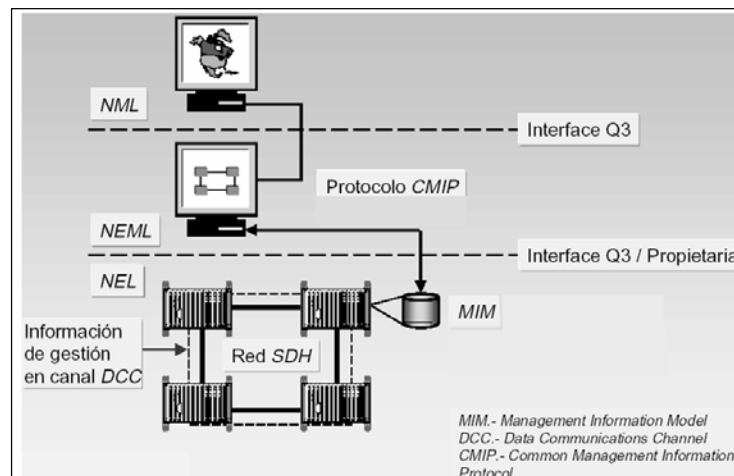 NML
Interface Q3
Protocolo CMIP
NEML
Interface Q3 / Propietaria
NEL
MIM
Información
de gestión
en canal DCC
Red SDH
MIM.- Management Information Model
DCC.- Data Communications Channel
CMIP.- Common Management Information
Protocol